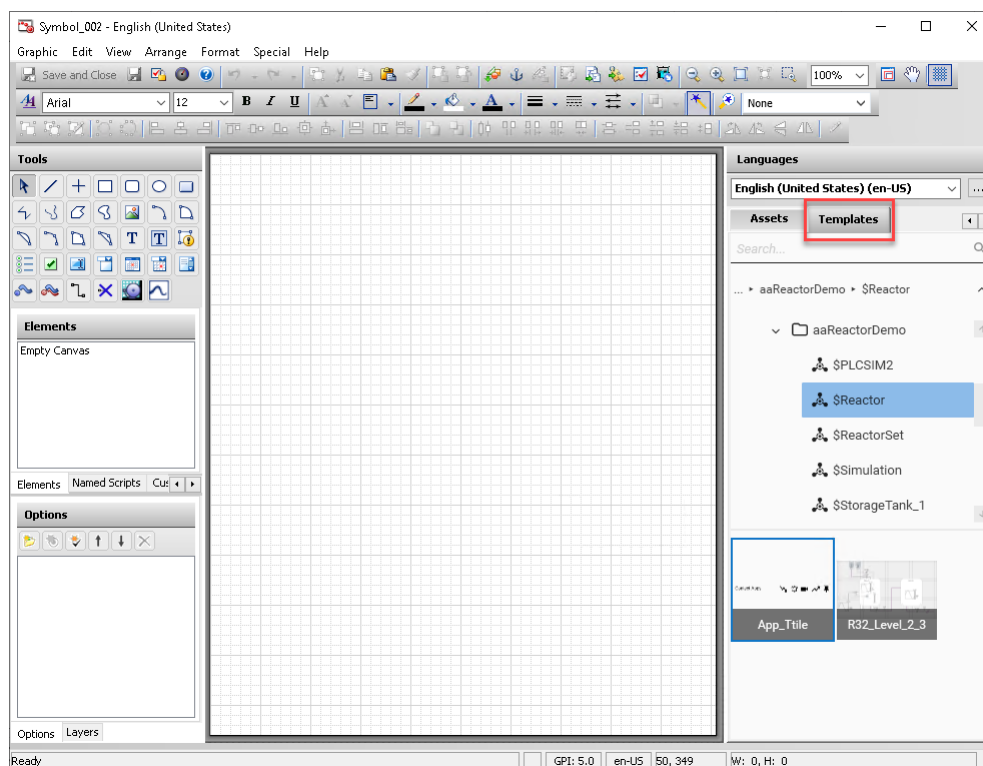 Symbol_002 - English (United States)
Graphic Edit View Arrange Format Special Help
Save and Close 100%
Arial 12 B I U A None
Tools
T T
Elements
Empty Canvas
Elements Named Scripts Cus
Options
Options Layers
Languages
English (United States) (en-US) ...
Assets Templates
Search...
... ▸ aaReactorDemo ▸ $Reactor
aaReactorDemo
$PLCSIM2
$Reactor
$ReactorSet
$Simulation
$StorageTank_1
App_Ttile R32_Level_2_3
Ready GPI: 5.0 en-US 50, 349 W: 0, H: 0